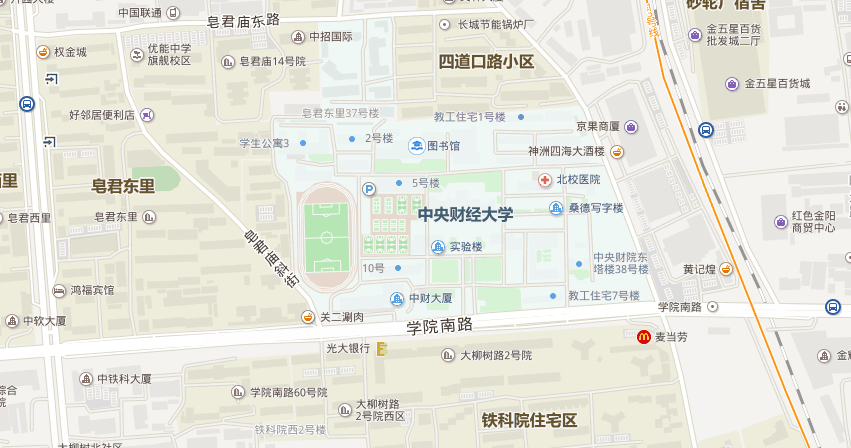 中国联通
皂君庙东路
砂轮厂宿舍
长城节能锅炉厂
金五星百货
批发城三厅
中招国际
优能中学
旗舰校区
权金城
皂君庙14号院
四道口路小区
金五星百货城
好邻居便利店
皂君东里37号楼
教工住宅1号楼
京果商厦
学生公寓3
2号楼
图书馆
神洲四海大酒楼
皂君东里
5号楼
北校医院
中央财经大学
桑德写字楼
皂君西里
皂君东里
红色金阳
商贸中心
皂君庙斜街
实验楼
中央财院东
塔楼38号楼
10号
黄记煌
鸿福宾馆
中财大厦
教工住宅7号楼
学院南路
中软大厦
关二涮肉
学院南路
麦当劳
光大银行
大柳树路2号院
中铁科大厦
学院南路60号院
大柳树路
2号院西区
铁科院西2号楼
铁科院住宅区